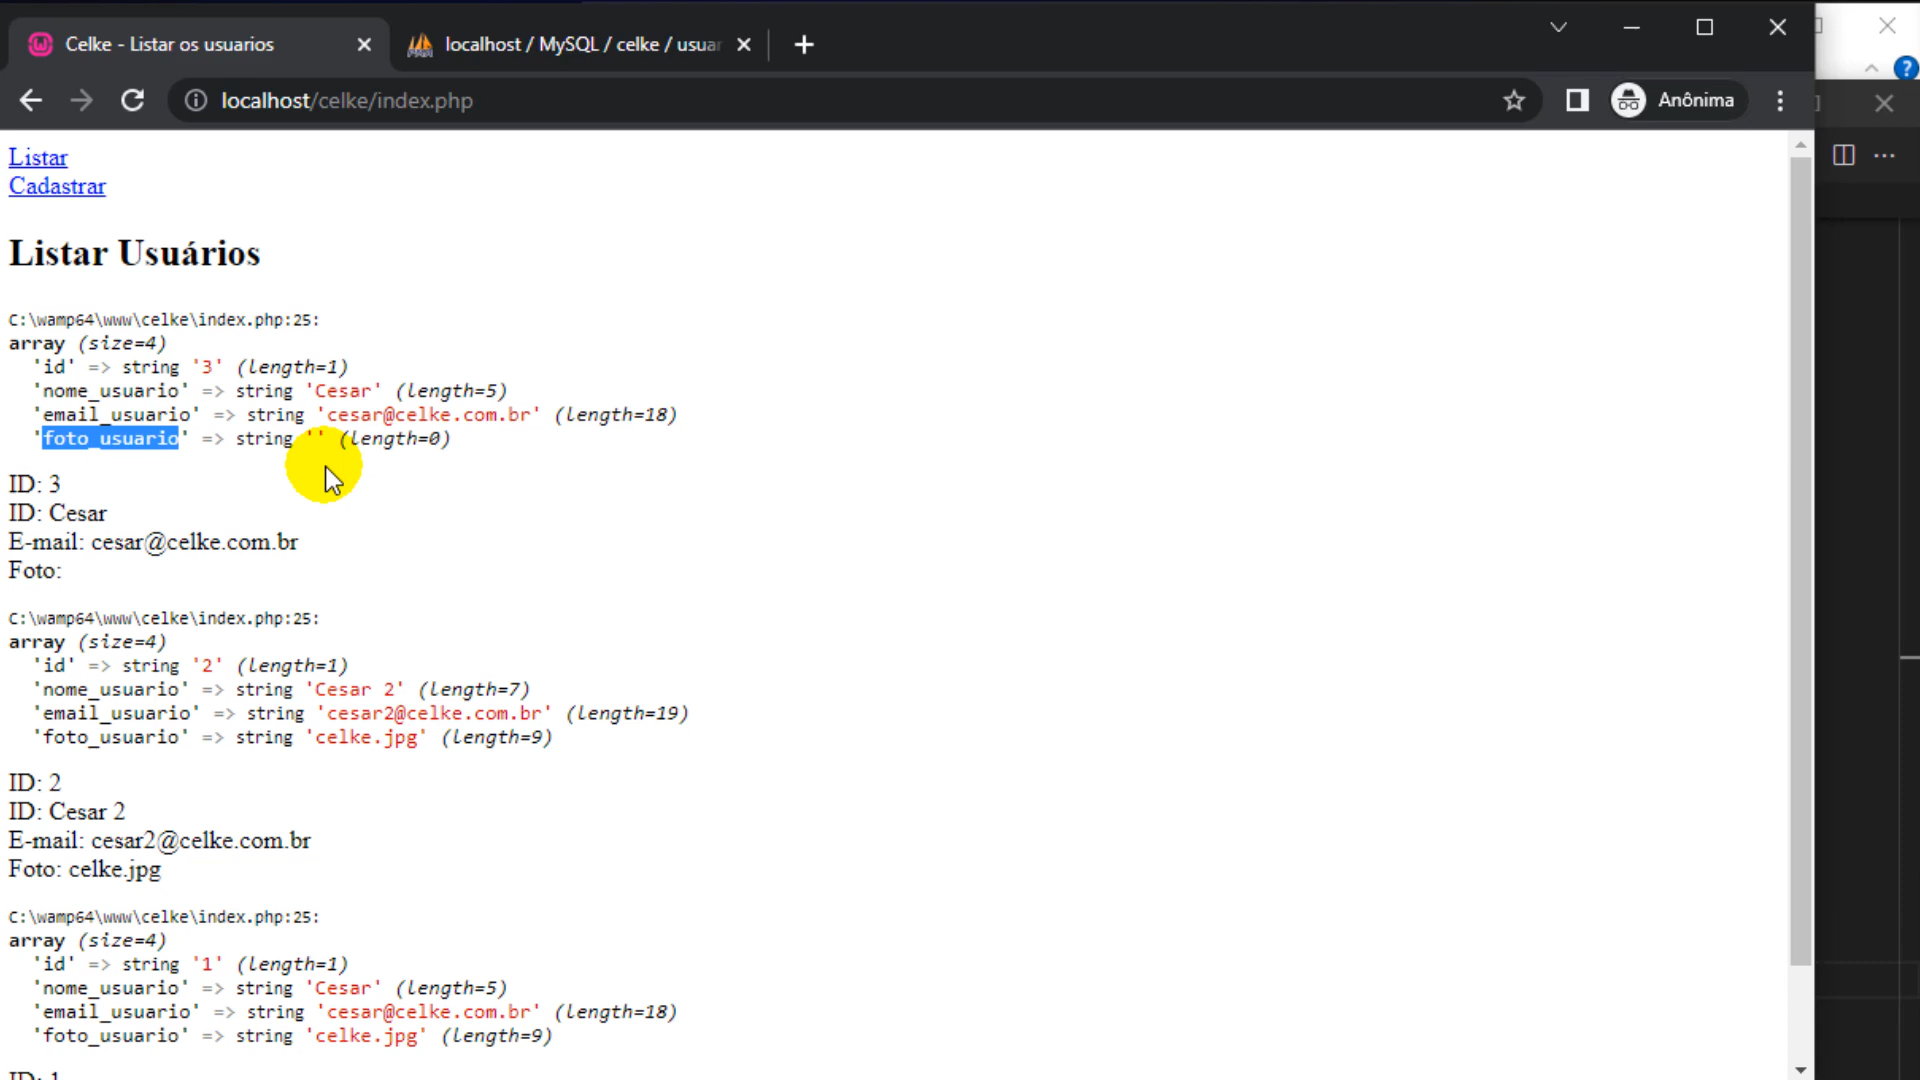 Celke - Listar os usuarios
localhost / MySQL / celke / usuar
localhost/celke/index.php
Anônima
Listar
Cadastrar
Listar Usuários
C:\wamp64\www\celke\index.php:25:
array (size=4)
'id' => string '3' (length=1)
'nome_usuario' => string 'Cesar' (length=5)
'email_usuario' => string 'cesar@celke.com.br' (length=18)
'foto_usuario' => string '' (length=0)
ID: 3
ID: Cesar
E-mail: cesar@celke.com.br
Foto:
C:\wamp64\www\celke\index.php:25:
array (size=4)
'id' => string '2' (length=1)
'nome_usuario' => string 'Cesar 2' (length=7)
'email_usuario' => string 'cesar2@celke.com.br' (length=19)
'foto_usuario' => string 'celke.jpg' (length=9)
ID: 2
ID: Cesar 2
E-mail: cesar2@celke.com.br
Foto: celke.jpg
C:\wamp64\www\celke\index.php:25:
array (size=4)
'id' => string '1' (length=1)
'nome_usuario' => string 'Cesar' (length=5)
'email_usuario' => string 'cesar@celke.com.br' (length=18)
'foto_usuario' => string 'celke.jpg' (length=9)
ID: 1